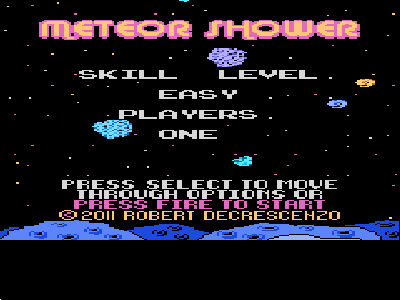 METEOR SHOWER
SKILL LEVEL.
EASY
PLAYERS.
ONE
PRESS SELECT TO MOVE
THROUGH OPTIONS OR
PRESS FIRE TO START
©2011 ROBERT DECRESCENZO